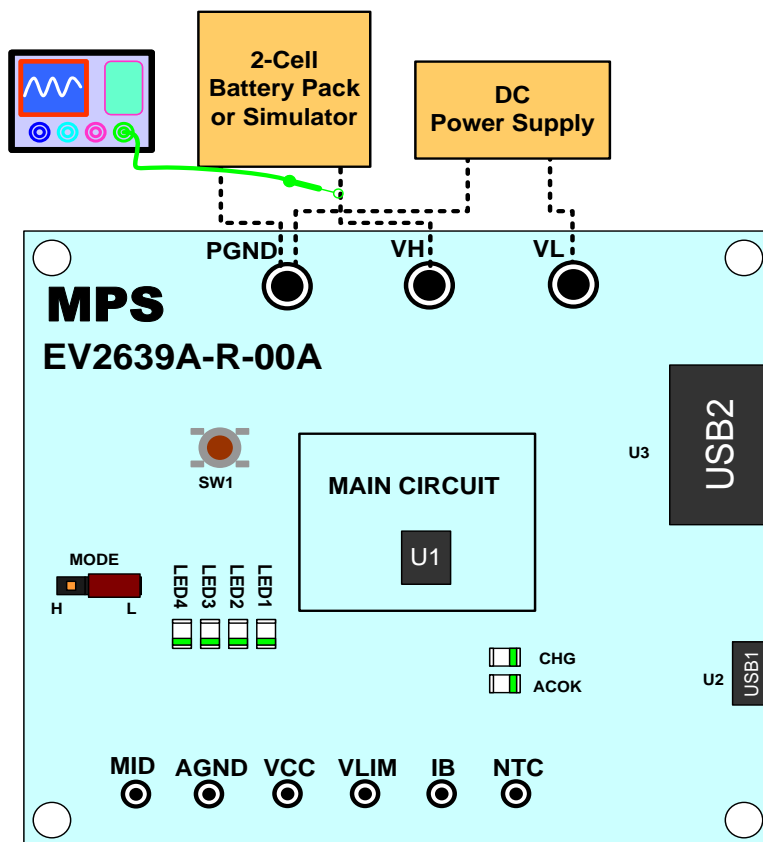 2-Cell
Battery Pack
or Simulator
DC
Power Supply
PGND
VH
VL
MPS
EV2639A-R-00A
SW1
MAIN CIRCUIT
U1
U3
USB2
MODE
H
L
LED4
LED3
LED2
LED1
CHG
ACOK
U2
USB1
MID
AGND
VCC
VLIM
IB
NTC